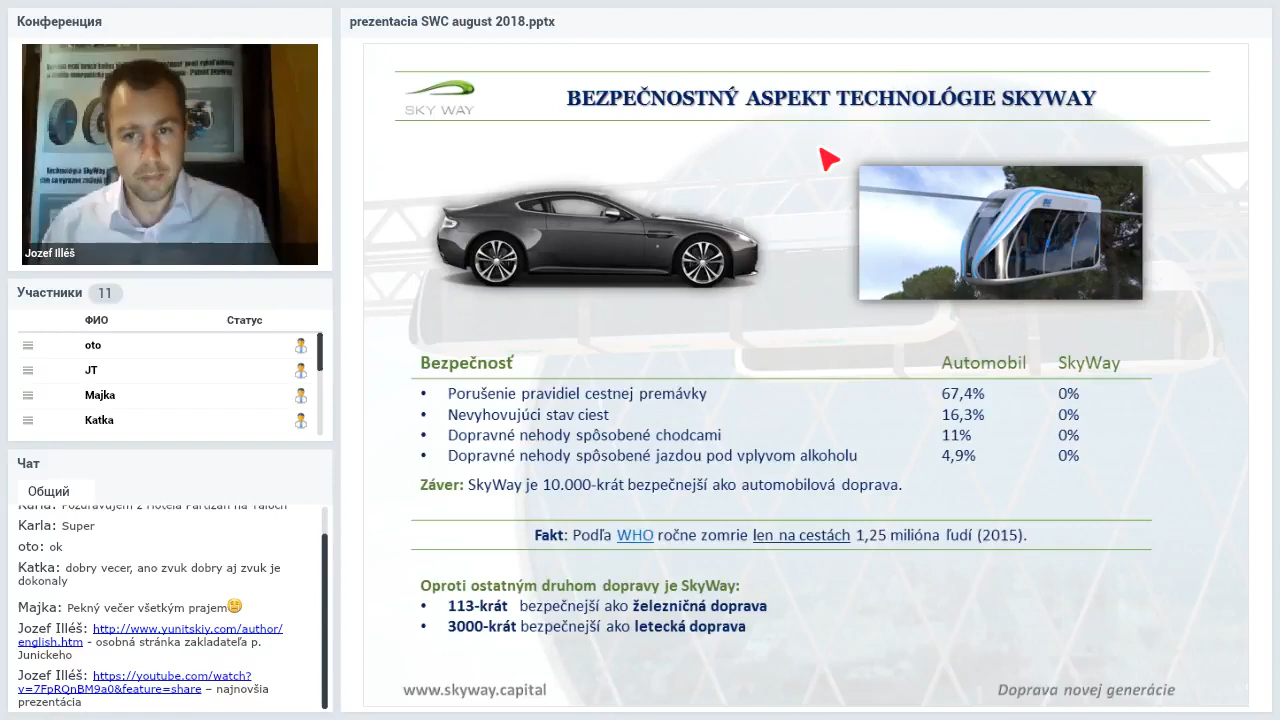 Конференция
Jozef Illéš
Участники 11
ФИО Статус
oto
JT
Majka
Katka
Чат
Общий
Karla: Pozdravujem z Hotela Partizán na Táloch
Karla: Super
oto: ok
Katka: dobry vecer, ano zvuk dobry aj zvuk je
dokonaly
Majka: Pekný večer všetkým prajem
Jozef Illéš: http://www.yunitskiy.com/author/
english.htm - osobná stránka zakladateľa p.
Junickeho
Jozef Illéš: https://youtube.com/watch?
v=7FpRQnBM9a0&feature=share – najnovšia
prezentácia
prezentacia SWC august 2018.pptx
SKY WAY
BEZPEČNOSTNÝ ASPEKT TECHNOLÓGIE SKYWAY
Bezpečnosť Automobil SkyWay
• Porušenie pravidiel cestnej premávky 67,4% 0%
• Nevyhovujúci stav ciest 16,3% 0%
• Dopravné nehody spôsobené chodcami 11% 0%
• Dopravné nehody spôsobené jazdou pod vplyvom alkoholu 4,9% 0%
Záver: SkyWay je 10.000-krát bezpečnejší ako automobilová doprava.
Fakt: Podľa WHO ročne zomrie len na cestách 1,25 milióna ľudí (2015).
Oproti ostatným druhom dopravy je SkyWay:
• 113-krát bezpečnejší ako železničná doprava
• 3000-krát bezpečnejší ako letecká doprava
www.skyway.capital
Doprava novej generácie